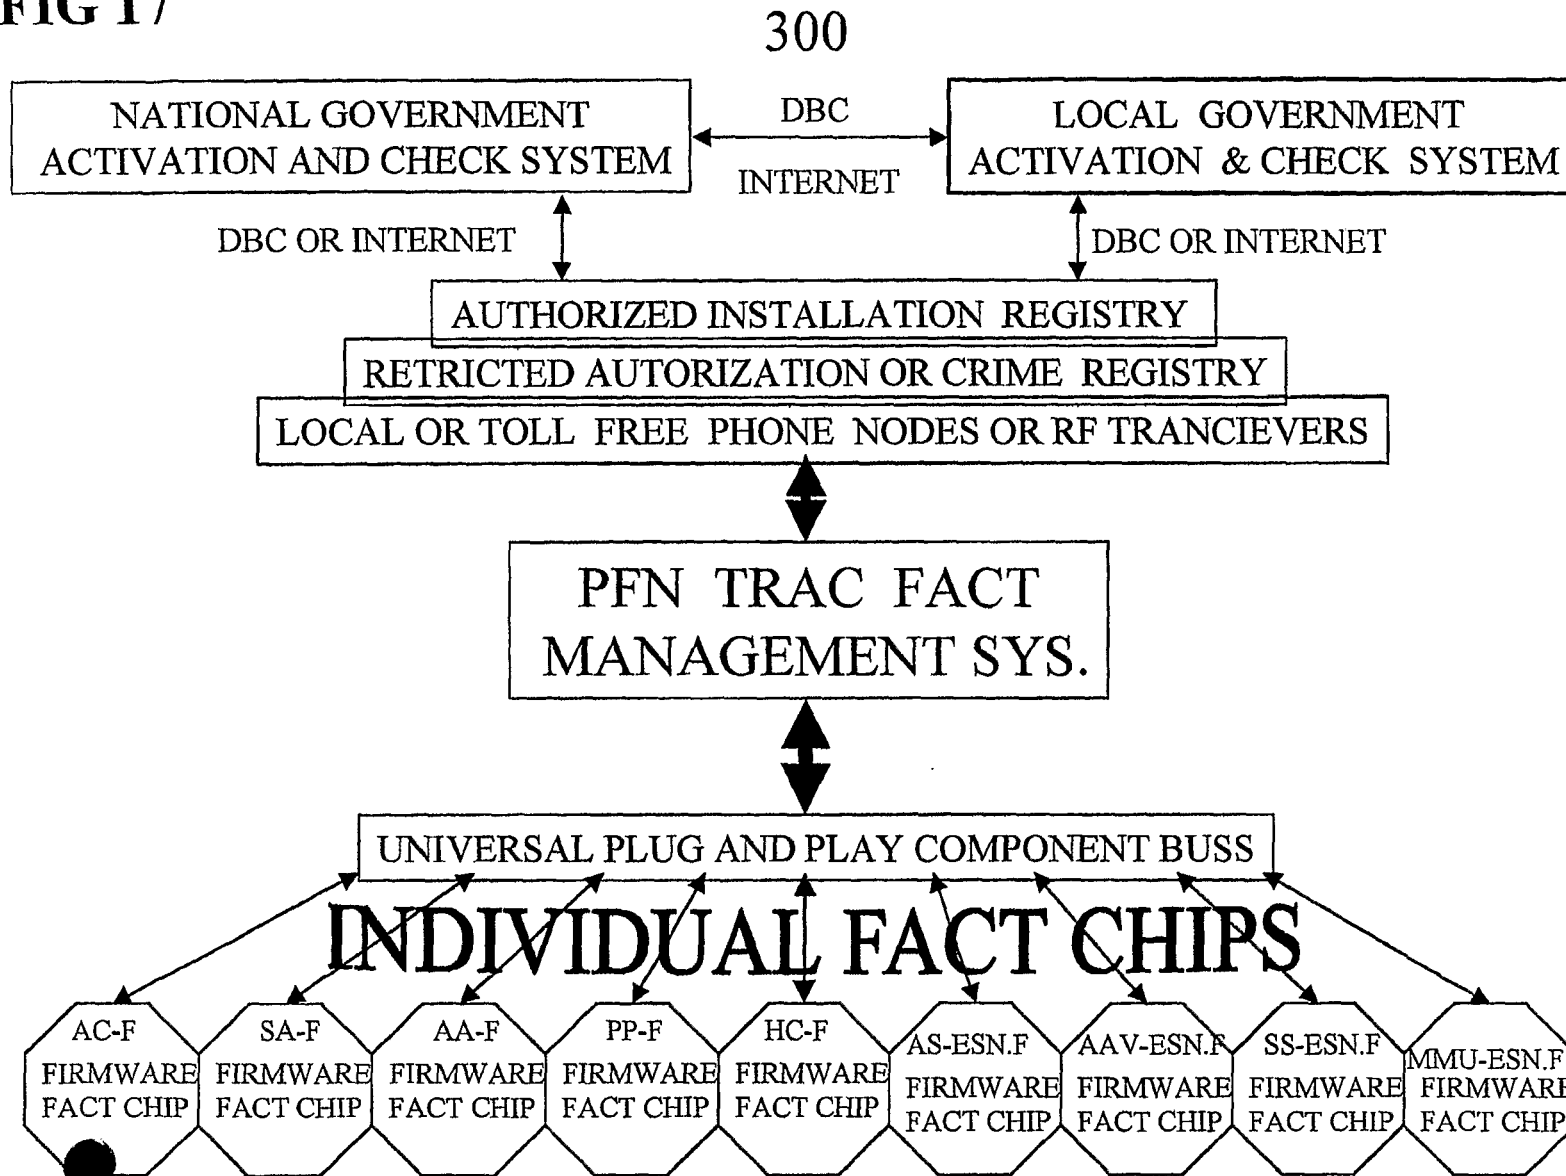 FIG 17
300
NATIONAL GOVERNMENT
ACTIVATION AND CHECK SYSTEM
DBC
INTERNET
LOCAL GOVERNMENT
ACTIVATION & CHECK SYSTEM
DBC OR INTERNET
DBC OR INTERNET
AUTHORIZED INSTALLATION REGISTRY
RETRICTED AUTORIZATION OR CRIME REGISTRY
LOCAL OR TOLL FREE PHONE NODES OR RF TRANCIEVERS
PFN TRAC FACT
MANAGEMENT SYS.
UNIVERSAL PLUG AND PLAY COMPONENT BUSS
INDIVIDUAL FACT CHIPS
AC-F
FIRMWARE
FACT CHIP
SA-F
FIRMWARE
FACT CHIP
AA-F
FIRMWARE
FACT CHIP
PP-F
FIRMWARE
FACT CHIP
HC-F
FIRMWARE
FACT CHIP
AS-ESN.F
FIRMWARE
FACT CHIP
AAV-ESN.F
FIRMWARE
FACT CHIP
SS-ESN.F
FIRMWARE
FACT CHIP
MMU-ESN.F
FIRMWARE
FACT CHIP